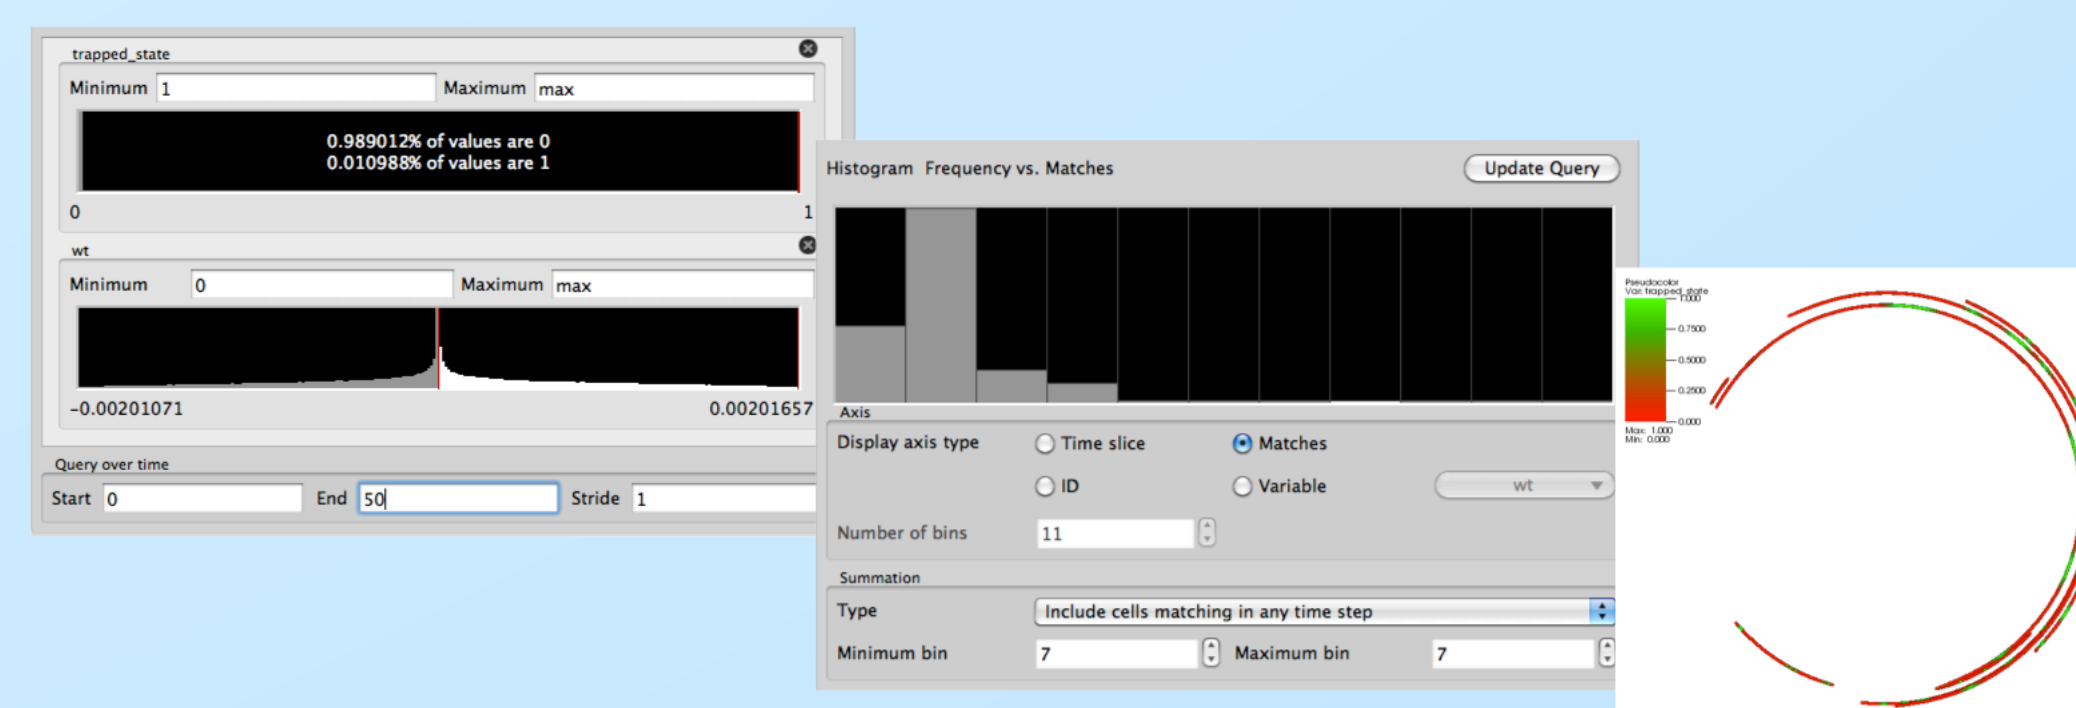 trapped_state
Minimum 1 Maximum max
0.989012% of values are 0
0.010988% of values are 1
0 1
wt
Minimum 0 Maximum max
-0.00201071 0.00201657
Query over time
Start 0 End 50 Stride 1
Histogram Frequency vs. Matches Update Query
Axis
Display axis type Time slice Matches
ID Variable wt
Number of bins 11
Summation
Type Include cells matching in any time step
Minimum bin 7 Maximum bin 7
Pseudocolor
Var: trapped_state
1.000
0.7500
0.5000
0.2500
0.000
Max: 1.000
Min: 0.000